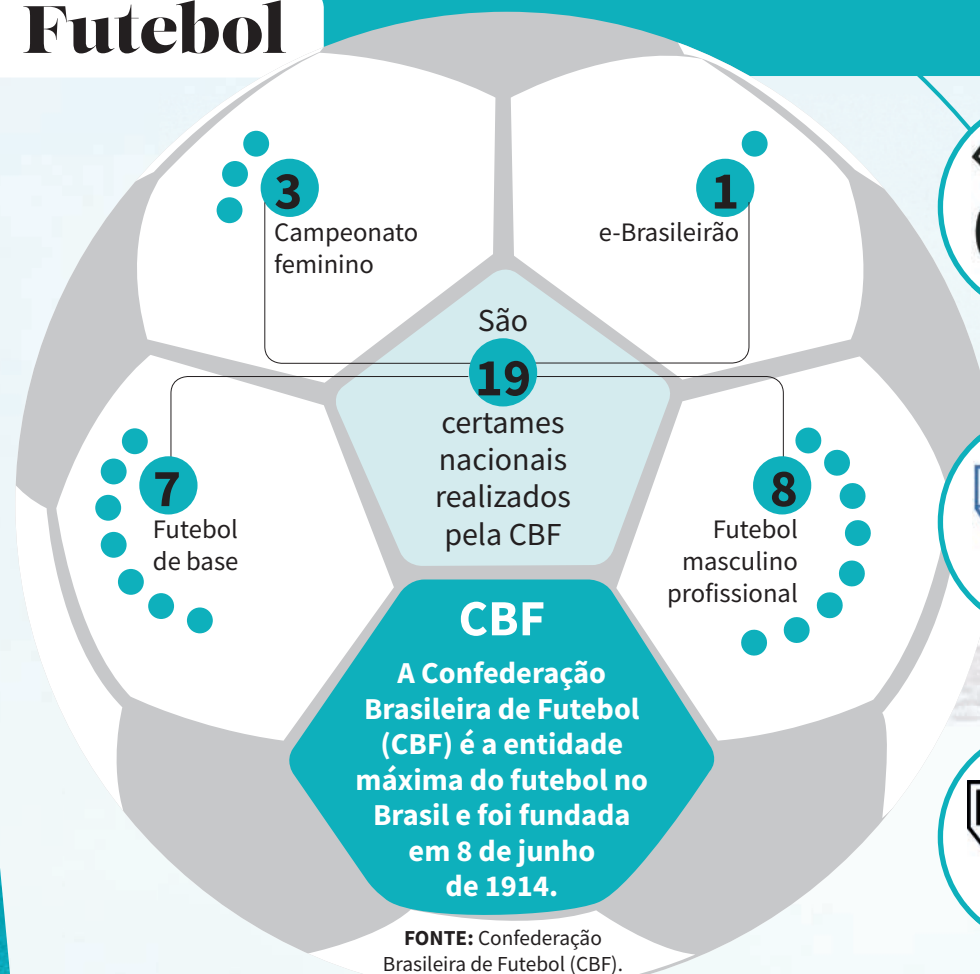 Futebol
3
Campeonato
feminino
1
e-Brasileirão
São
19
certames
nacionais
realizados
pela CBF
7
Futebol
de base
8
Futebol
masculino
profissional
CBF
A Confederação
Brasileira de Futebol
(CBF) é a entidade
máxima do futebol no
Brasil e foi fundada
em 8 de junho
de 1914.
FONTE: Confederação
Brasileira de Futebol (CBF).